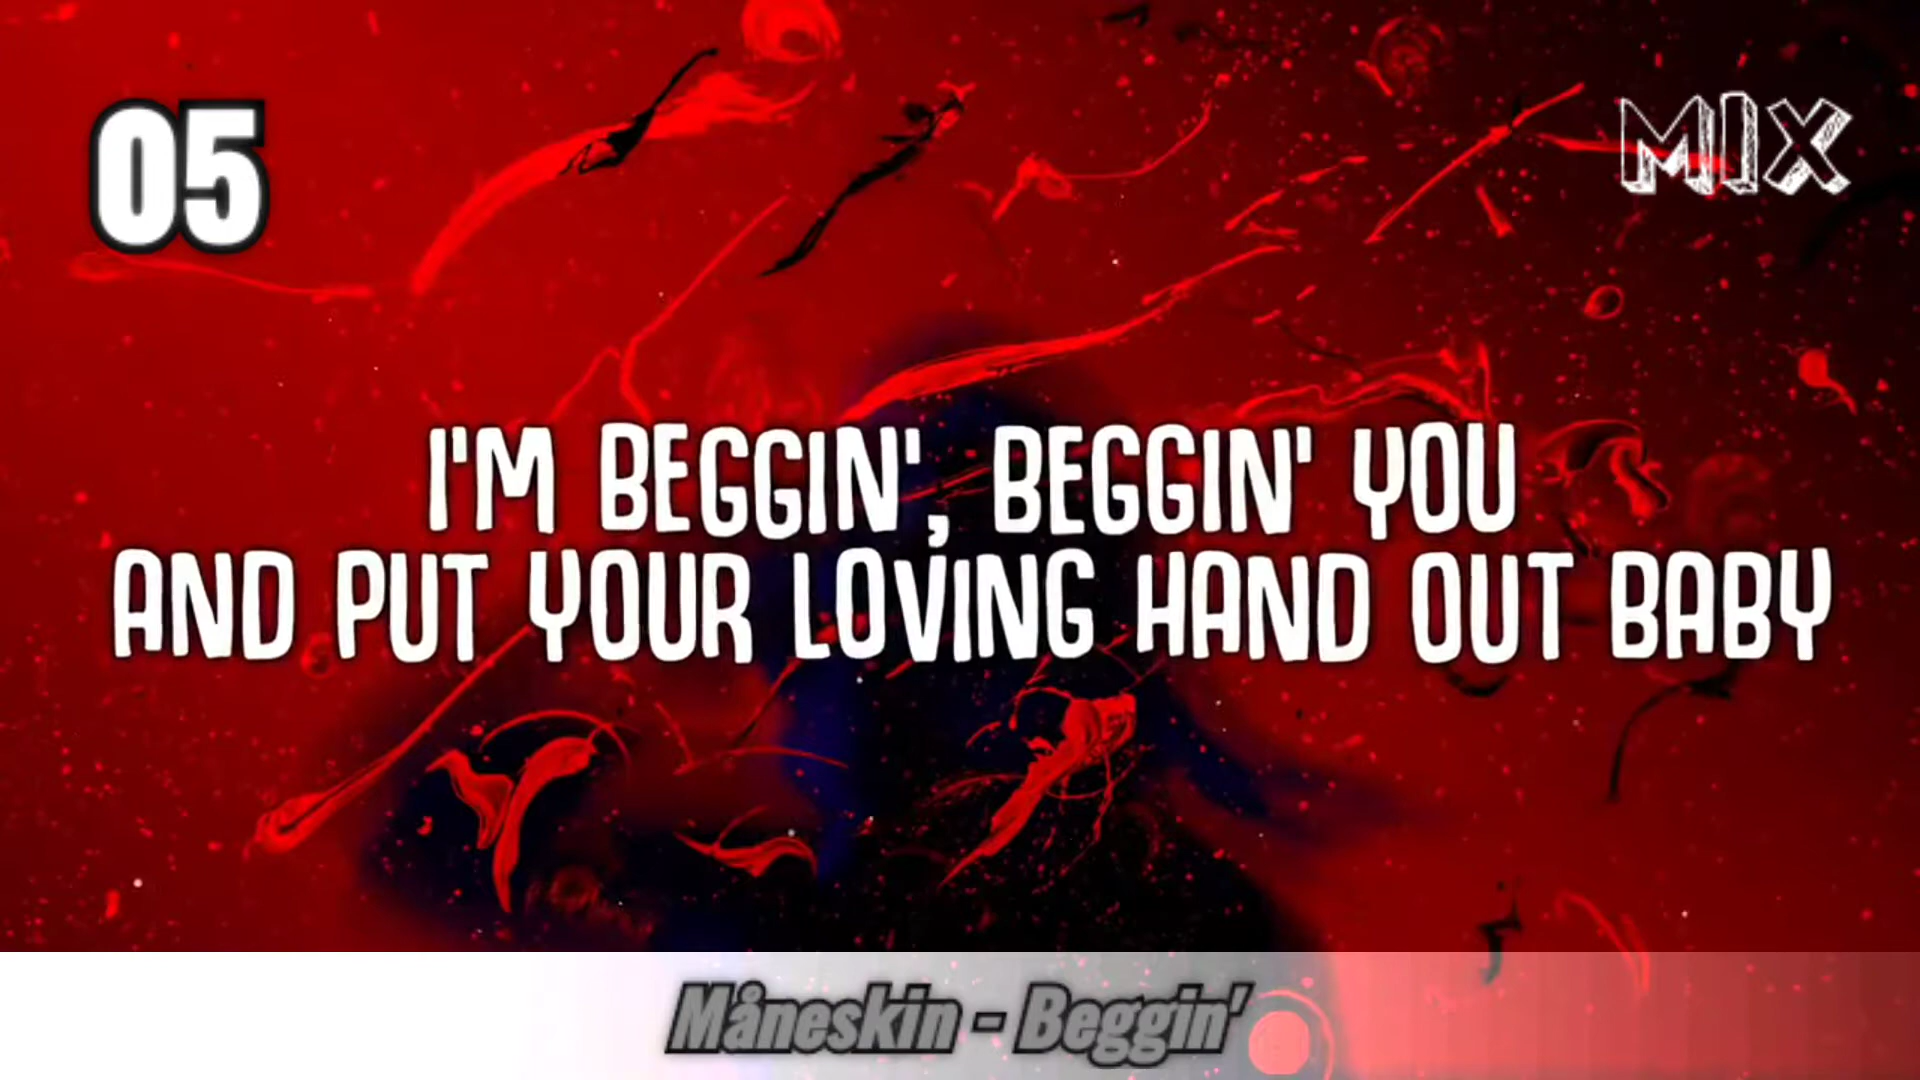 05
MIX
I'M BEGGIN', BEGGIN' YOU
AND PUT YOUR LOVING HAND OUT BABY
Måneskin - Beggin'